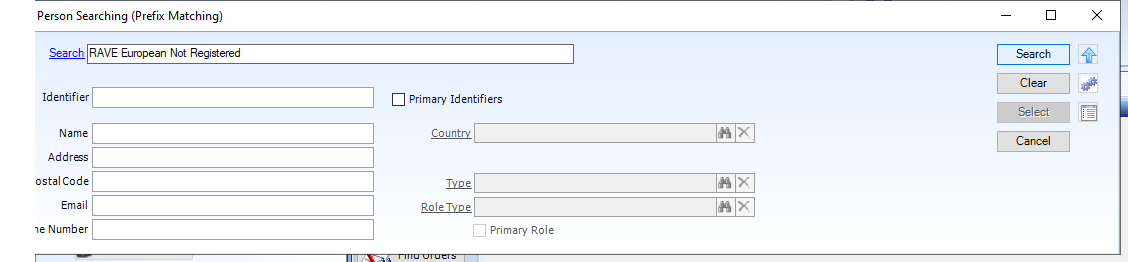 Person Searching (Prefix Matching)
Search RAVE European Not Registered Search
Identifier Primary Identifiers Clear
Name Country Select
Address Cancel
ostal Code Type
Email Role Type
ne Number Primary Role
Find Orders